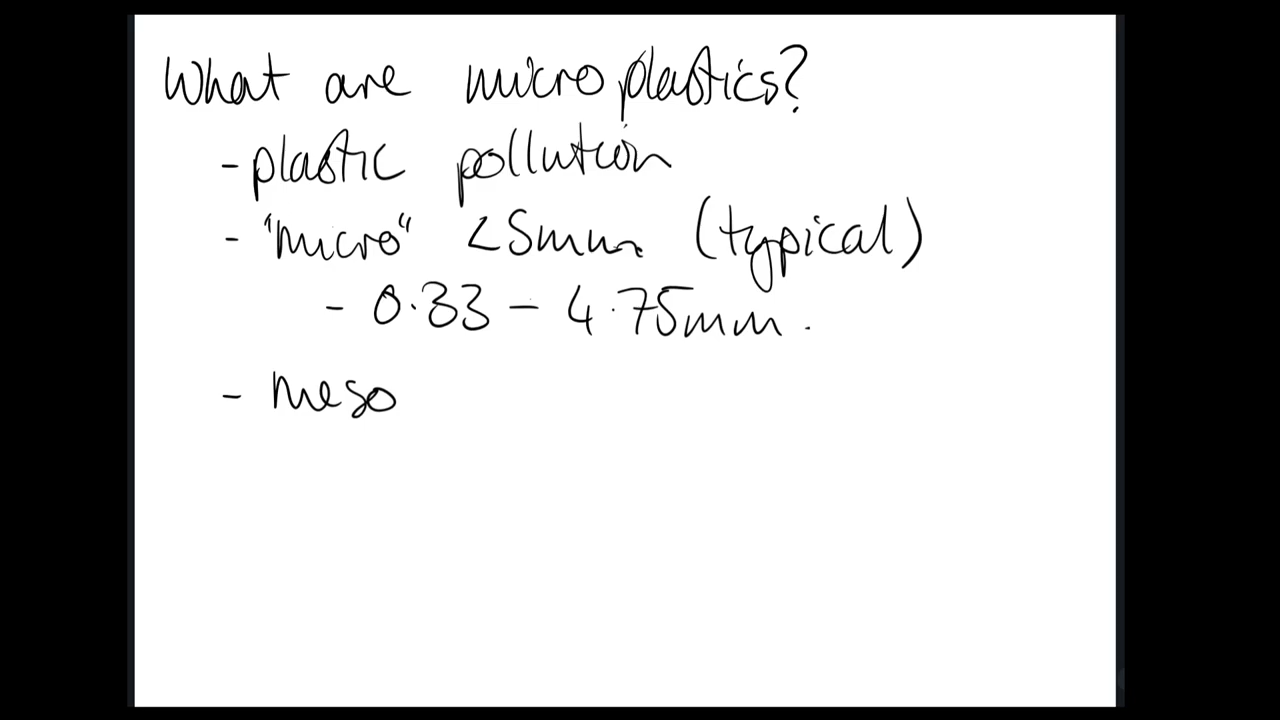 What are microplastics?
- plastic pollution
- "micro" <5mm (typical)
- 0.33 - 4.75mm.
- meso